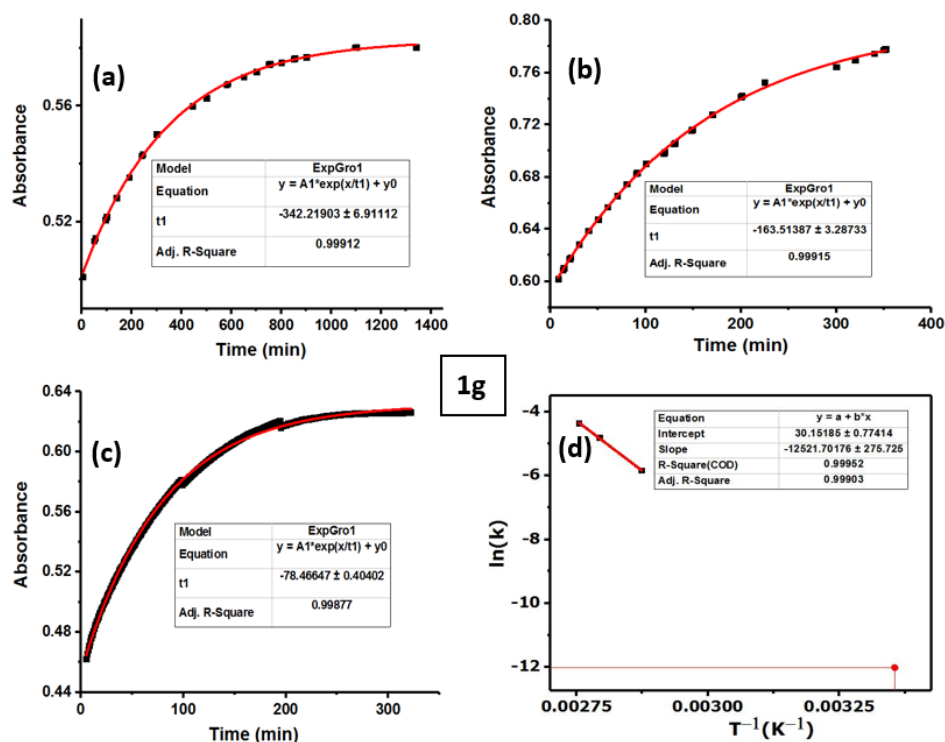 (a)
Absorbance
0.56
0.52
Model ExpGro1
Equation y = A1*exp(x/t1) + y0
t1 -342.21903 ± 6.91112
Adj. R-Square 0.99912
0 200 400 600 800 1000 1200 1400
Time (min)
(b)
Absorbance
0.80
0.76
0.72
0.68
0.64
0.60
Model ExpGro1
Equation y = A1*exp(x/t1) + y0
t1 -163.51387 ± 3.28733
Adj. R-Square 0.99915
0 100 200 300 400
Time (min)
1g
(c)
Absorbance
0.64
0.60
0.56
0.52
0.48
0.44
Model ExpGro1
Equation y = A1*exp(x/t1) + y0
t1 -78.46647 ± 0.40402
Adj. R-Square 0.99877
0 100 200 300
Time (min)
(d)
ln(k)
-4
-6
-8
-10
-12
Equation y = a + b*x
Intercept 30.15185 ± 0.77414
Slope -12521.70176 ± 275.725
R-Square(COD) 0.99952
Adj. R-Square 0.99903
0.00275 0.00300 0.00325
T⁻¹(K⁻¹)